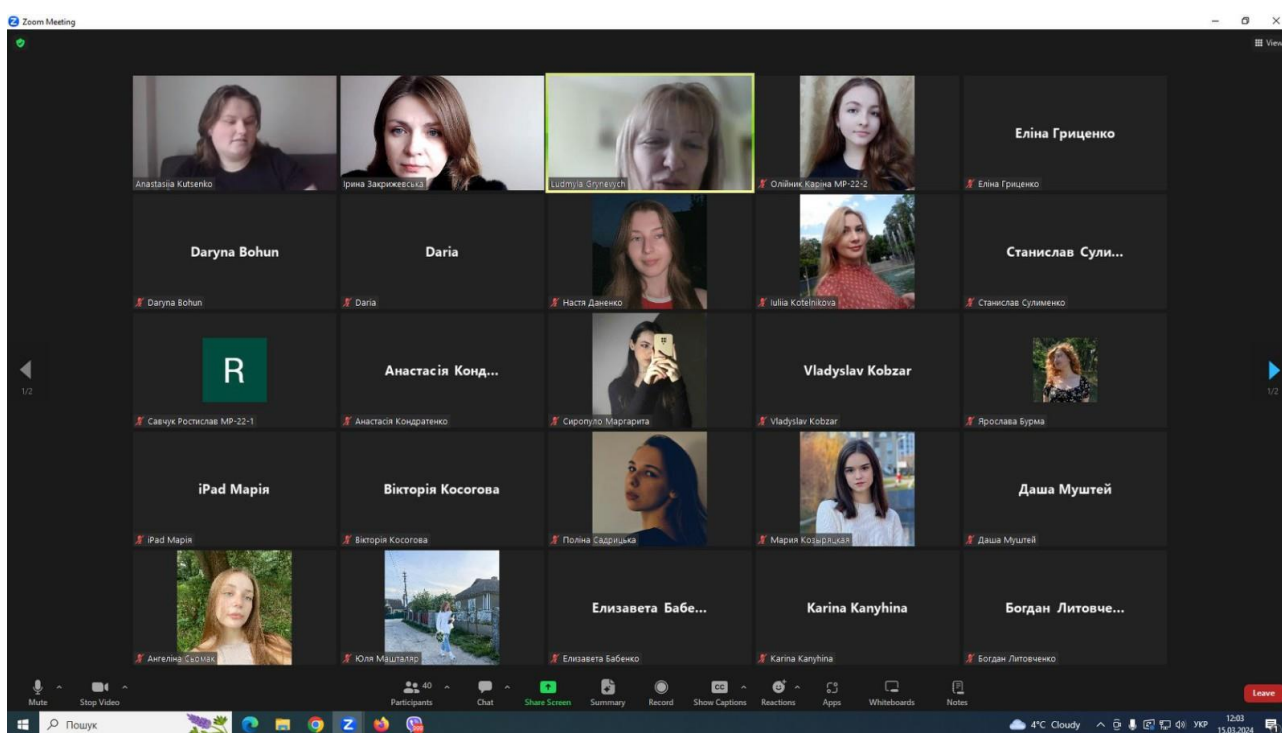 Zoom Meeting
View
Anastasiia Kutsenko
Ірина Закрижевська
Ludmyla Grynevych
Олійник Каріна МР-22-2
Еліна Гриценко
Еліна Гриценко
Daryna Bohun
Daryna Bohun
Daria
Daria
Настя Даненко
Iuliia Kotelnikova
Станислав Сули...
Станислав Сулименко
R
Савчук Ростислав МР-22-1
Анастасія Конд...
Анастасія Кондратенко
Сиропуло Маргарита
Vladyslav Kobzar
Vladyslav Kobzar
Ярослава Бурма
1/2
1/2
iPad Марія
iPad Марія
Вікторія Косогова
Вікторія Косогова
Поліна Садрицька
Мария Козыряцкая
Даша Муштей
Даша Муштей
Ангеліна Сьомак
Юля Машталяр
Елизавета Бабе...
Елизавета Бабенко
Karina Kanyhina
Karina Kanyhina
Богдан Литовче...
Богдан Литовченко
Mute
Stop Video
40
Participants
Chat
Share Screen
Summary
Record
CC
Show Captions
Reactions
Apps
Whiteboards
Notes
Leave
Пошук
4°C Cloudy
УКР
12:03
15.03.2024